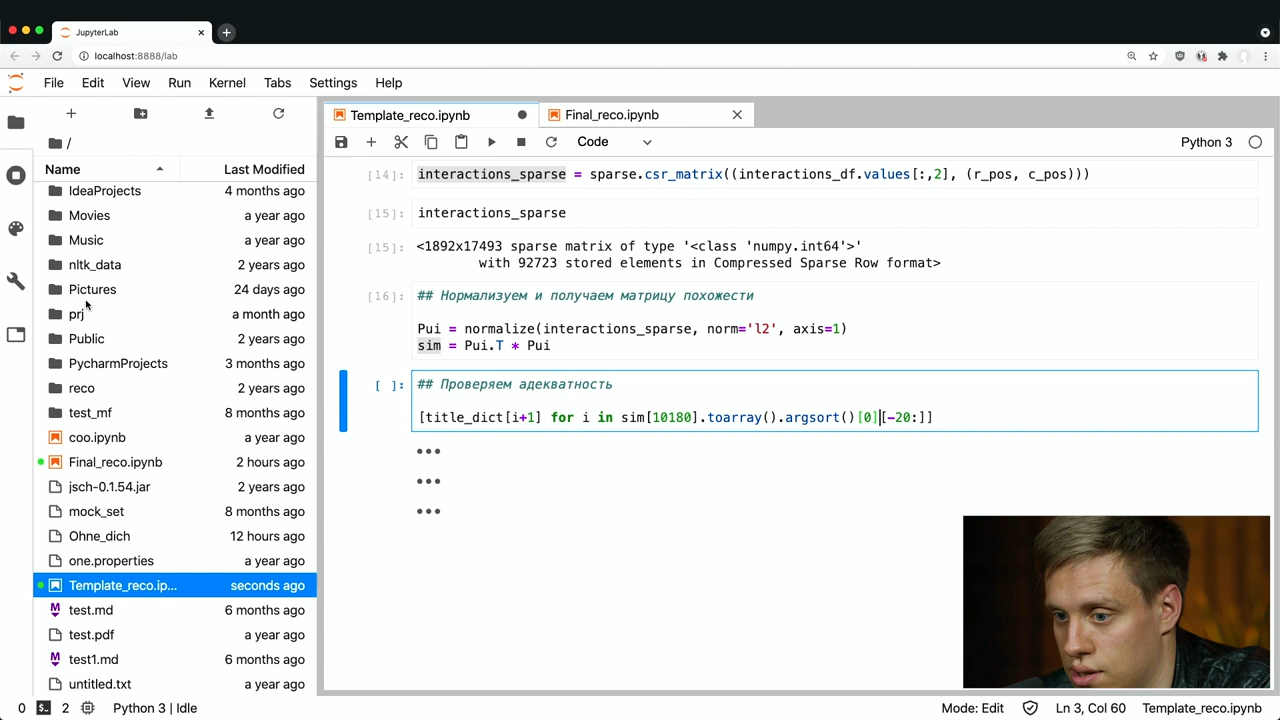 JupyterLab
localhost:8888/lab
File Edit View Run Kernel Tabs Settings Help
Template_reco.ipynb
Final_reco.ipynb
/
Code
Python 3
Name Last Modified
IdeaProjects 4 months ago
Movies a year ago
Music a year ago
nltk_data 2 years ago
Pictures 24 days ago
prj a month ago
Public 2 years ago
PycharmProjects 3 months ago
reco 2 years ago
test_mf 8 months ago
coo.ipynb a year ago
Final_reco.ipynb 2 hours ago
jsch-0.1.54.jar 2 years ago
mock_set 8 months ago
Ohne_dich 12 hours ago
one.properties a year ago
Template_reco.ip... seconds ago
test.md 6 months ago
test.pdf a year ago
test1.md 6 months ago
untitled.txt a year ago
[14]: interactions_sparse = sparse.csr_matrix((interactions_df.values[:,2], (r_pos, c_pos)))
[15]: interactions_sparse
[15]: <1892x17493 sparse matrix of type '<class 'numpy.int64'>'
with 92723 stored elements in Compressed Sparse Row format>
[16]: ## Нормализуем и получаем матрицу похожести
Pui = normalize(interactions_sparse, norm='l2', axis=1)
sim = Pui.T * Pui
[ ]: ## Проверяем адекватность
[title_dict[i+1] for i in sim[10180].toarray().argsort()[0][-20:]]
0 2 Python 3 | Idle
Mode: Edit Ln 3, Col 60 Template_reco.ipynb